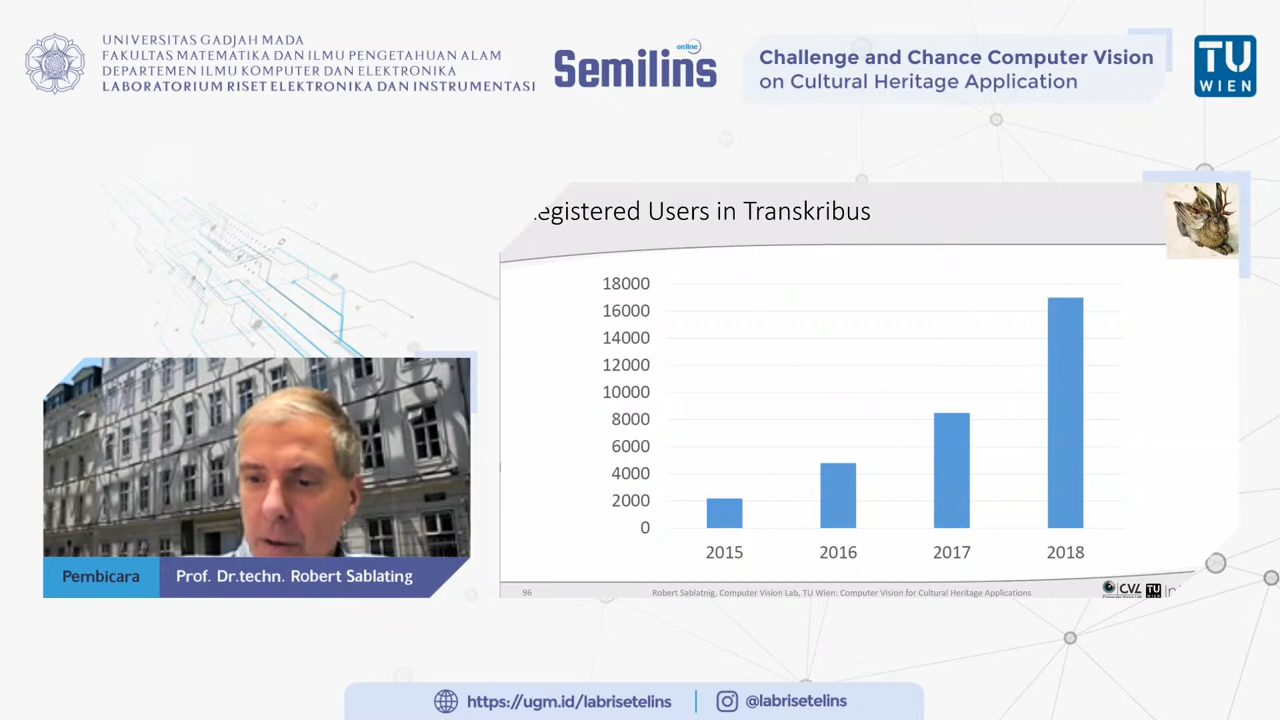 UNIVERSITAS GADJAH MADA
FAKULTAS MATEMATIKA DAN ILMU PENGETAHUAN ALAM
DEPARTEMEN ILMU KOMPUTER DAN ELEKTRONIKA
LABORATORIUM RISET ELEKTRONIKA DAN INSTRUMENTASI
online
Semilins
Challenge and Chance Computer Vision
on Cultural Heritage Application
TU
WIEN
egistered Users in Transkribus
18000
16000
14000
12000
10000
8000
6000
4000
2000
0
2015 2016 2017 2018
96 Robert Sablatnig, Computer Vision Lab, TU Wien: Computer Vision for Cultural Heritage Applications
CVL TU
Pembicara Prof. Dr.techn. Robert Sablating
https://ugm.id/labrisetelins @labrisetelins